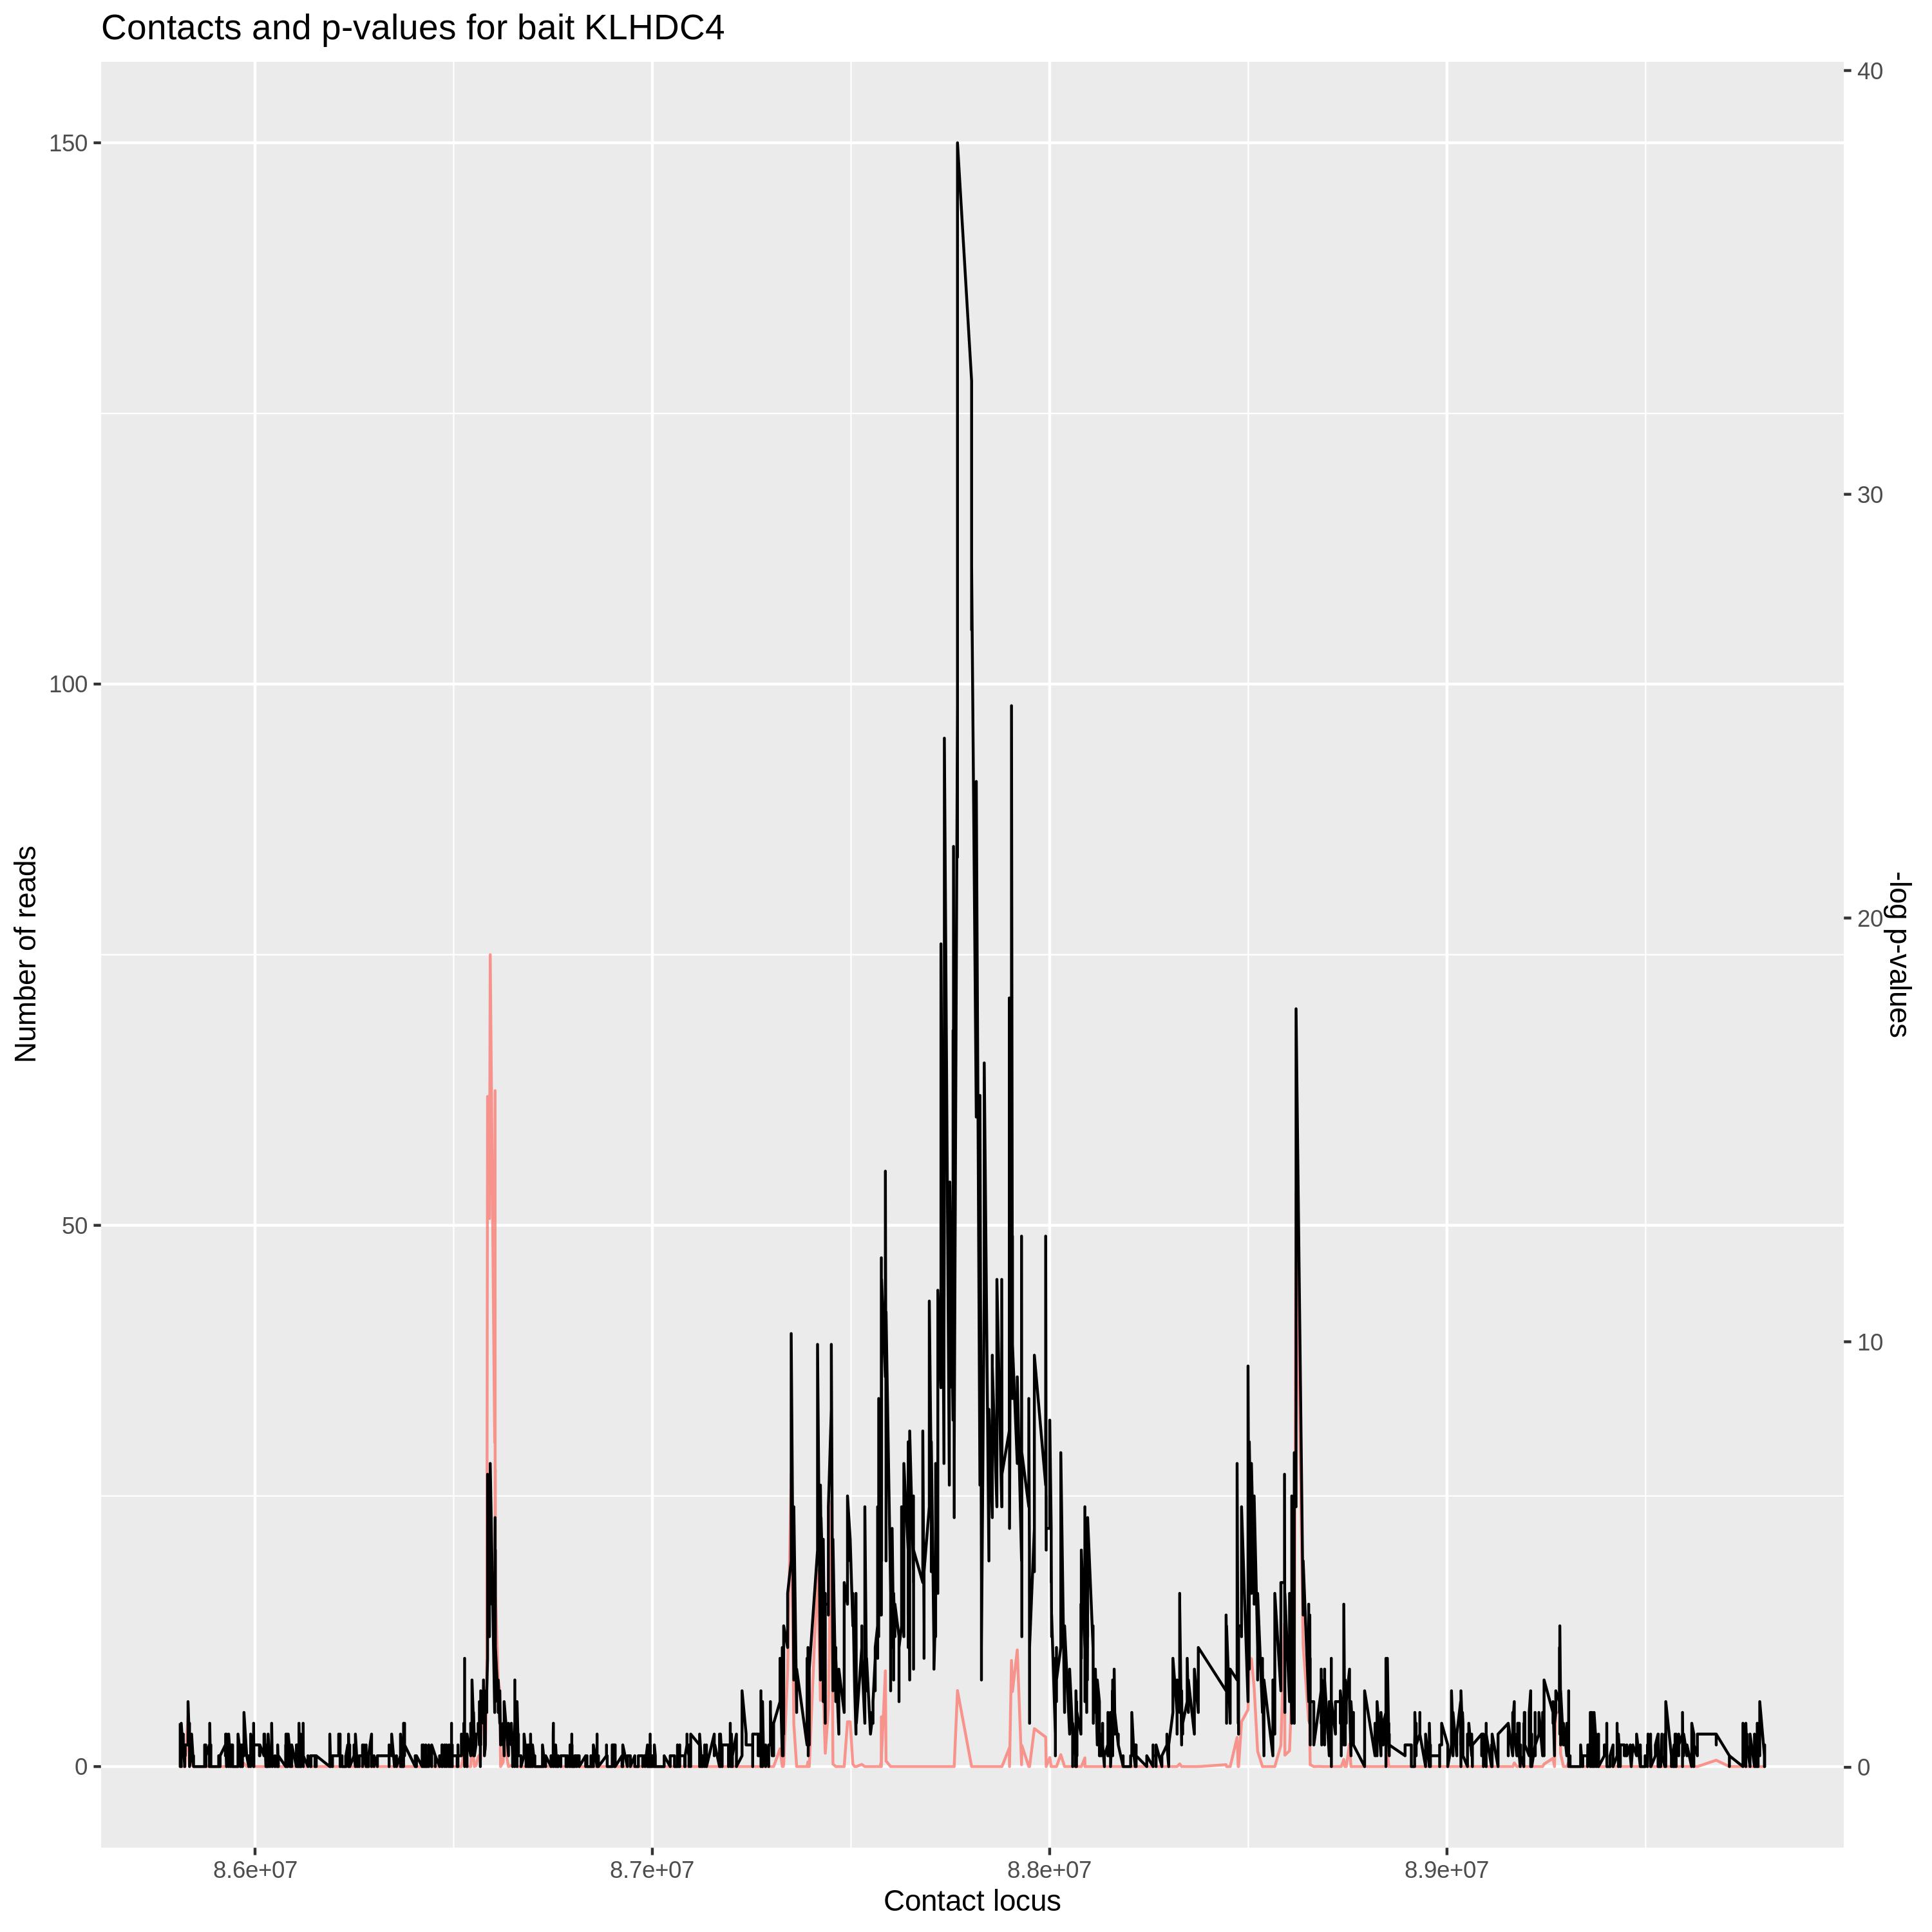 Contacts and p-values for bait KLHDC4
150
100
50
0
Number of reads
40
30
20
10
0
-log p-values
8.6e+07
8.7e+07
8.8e+07
8.9e+07
Contact locus